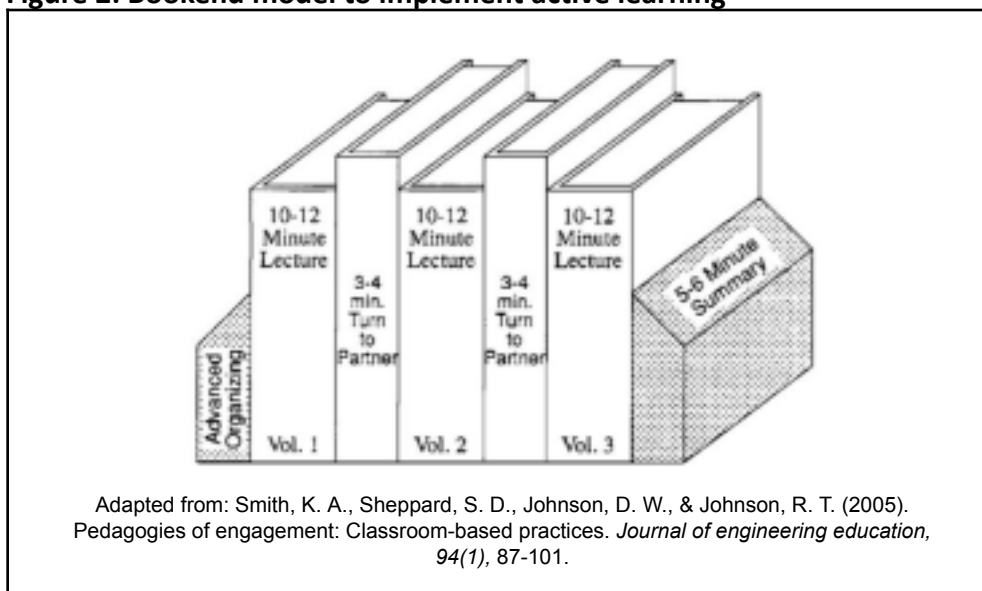 Figure 2. Bookend model to implement active learning
10-12
Minute
Lecture
Vol. 1
3-4
min.
Turn
to
Partner
10-12
Minute
Lecture
Vol. 2
3-4
min.
Turn
to
Partner
10-12
Minute
Lecture
Vol. 3
5-6 Minute
Summary
Advanced
Organizing
Adapted from: Smith, K. A., Sheppard, S. D., Johnson, D. W., & Johnson, R. T. (2005).
Pedagogies of engagement: Classroom-based practices. Journal of engineering education,
94(1), 87-101.